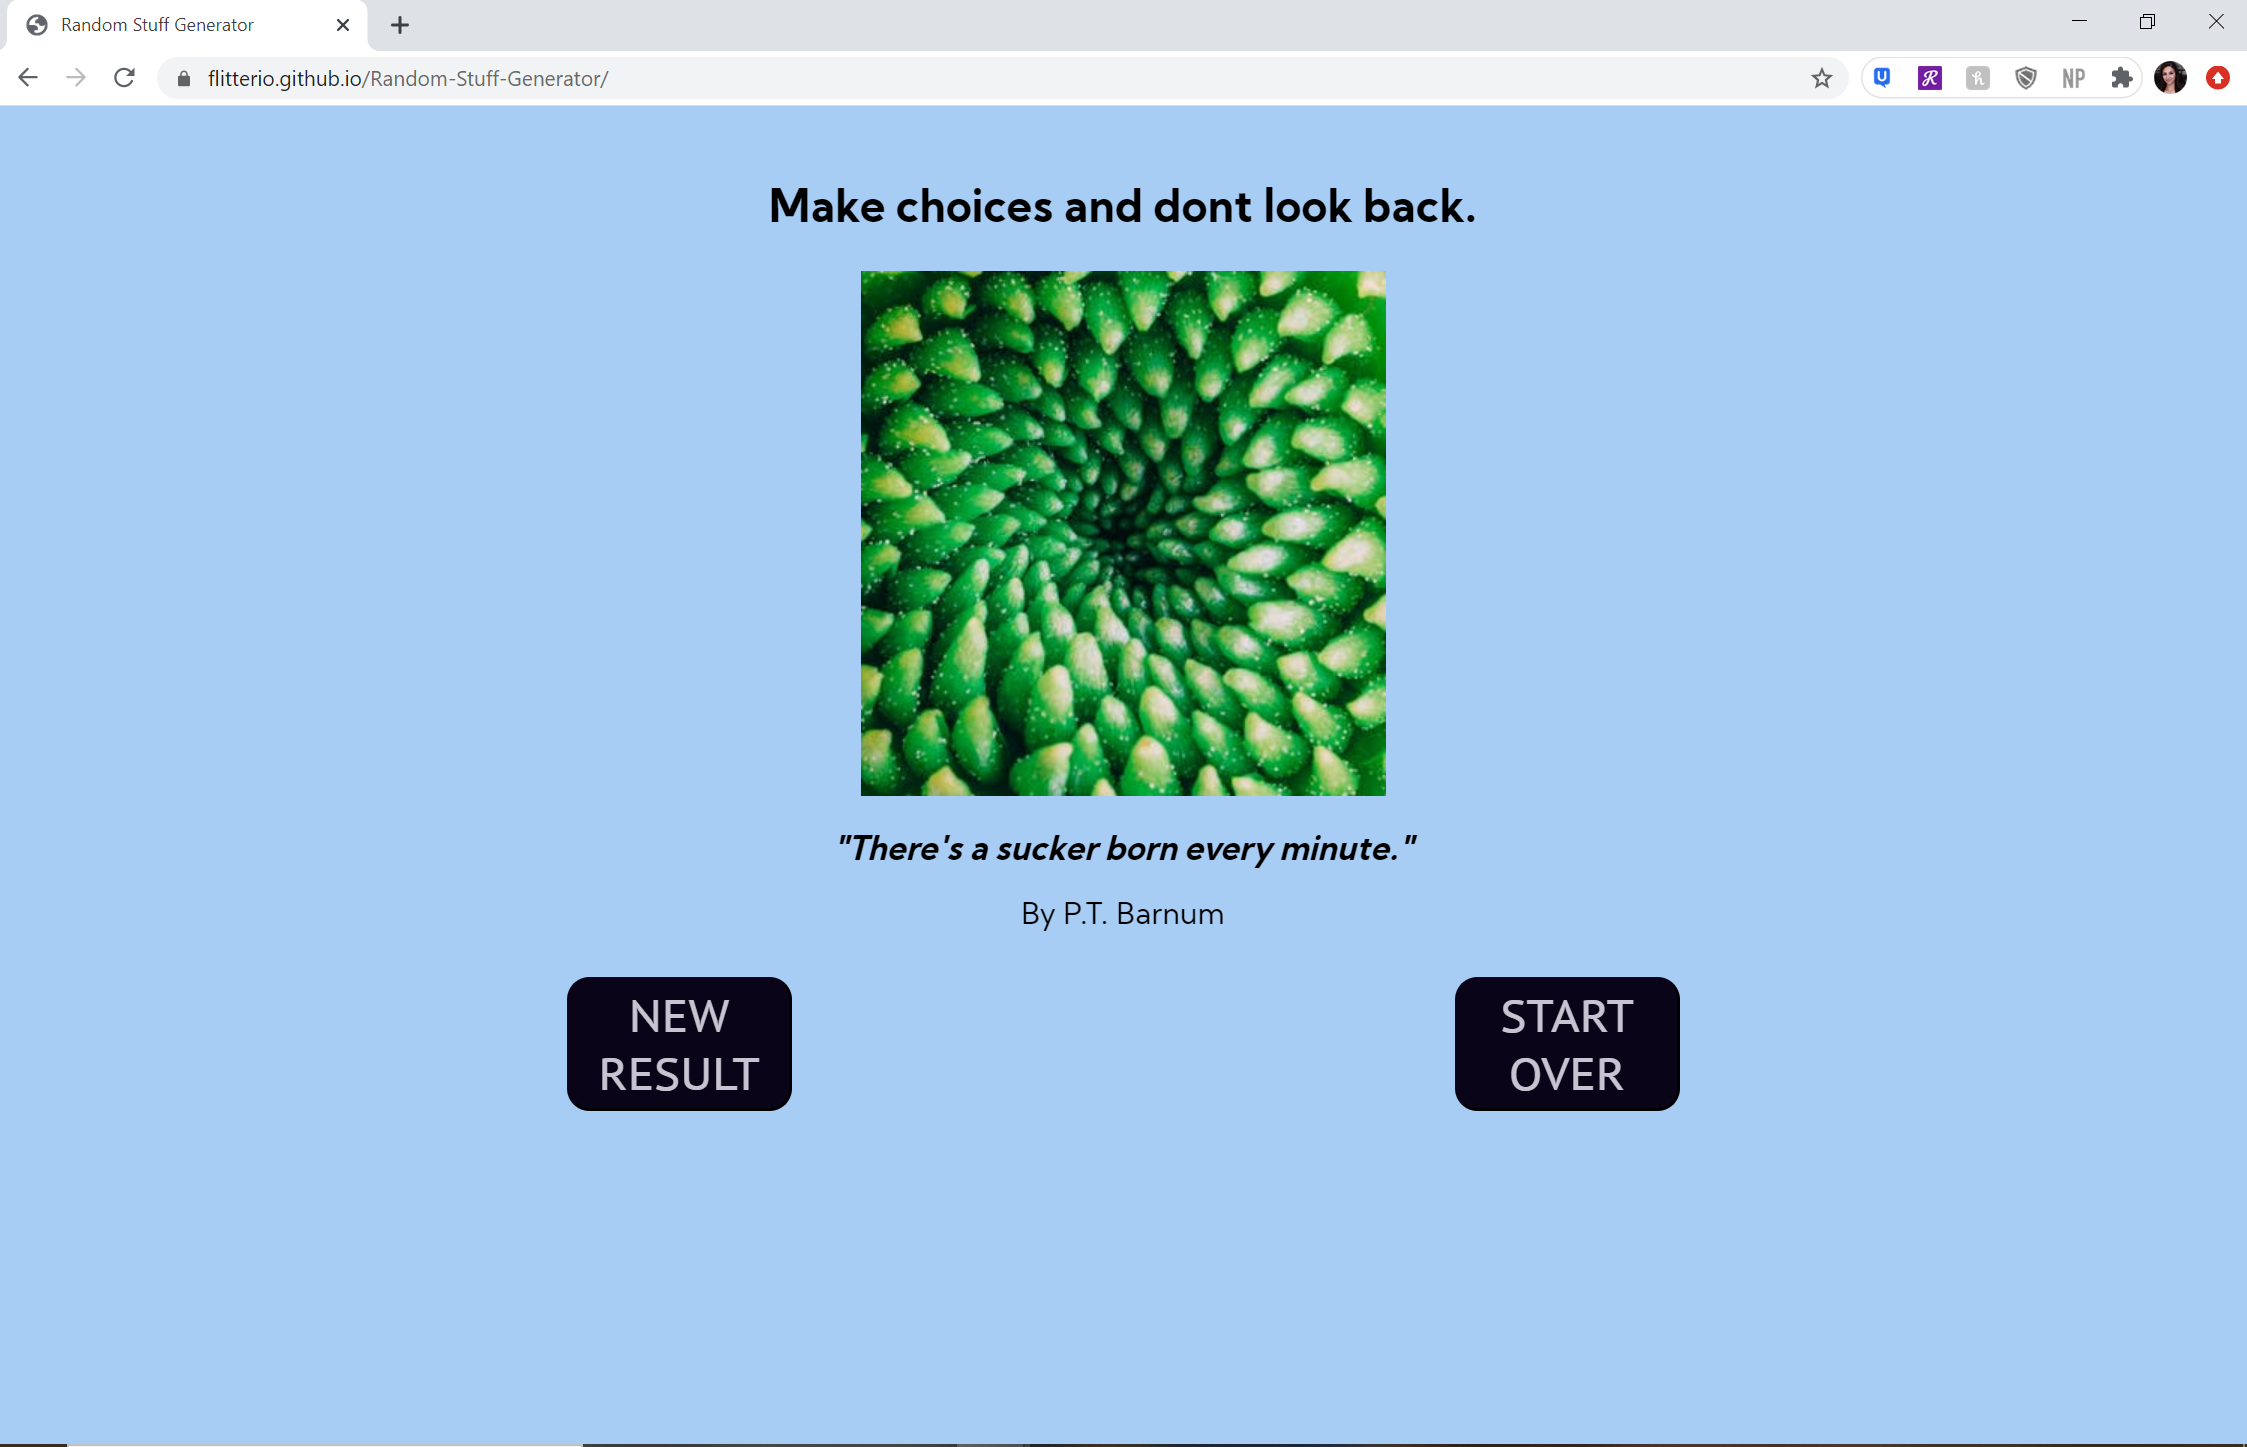 Random Stuff Generator
flitterio.github.io/Random-Stuff-Generator/
NP
Make choices and dont look back.
"There's a sucker born every minute."
By P.T. Barnum
NEW
RESULT
START
OVER